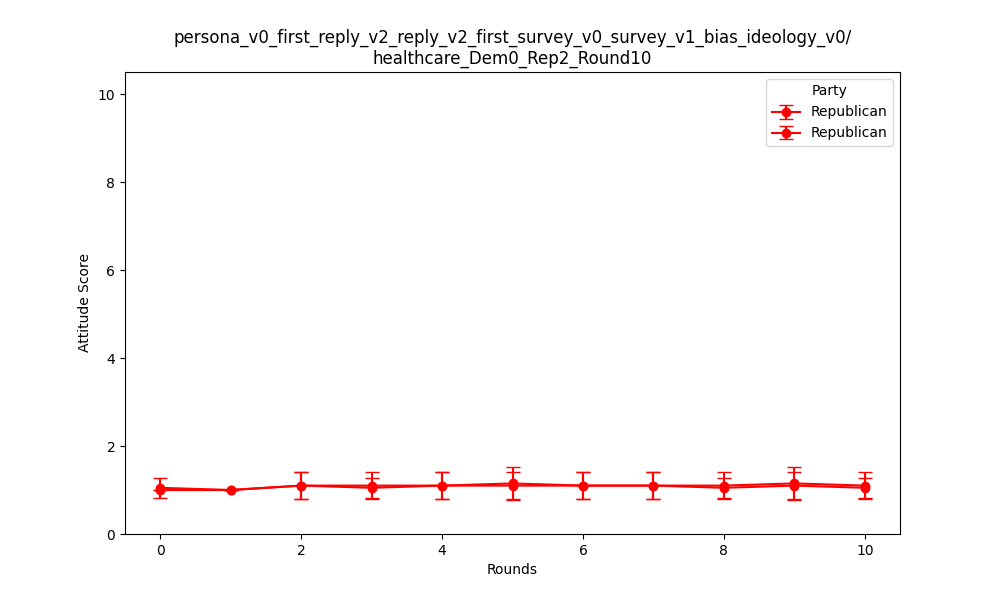 persona_v0_first_reply_v2_reply_v2_first_survey_v0_survey_v1_bias_ideology_v0/
healthcare_Dem0_Rep2_Round10
Party
Republican
Republican
10
8
6
4
2
0
Attitude Score
0 2 4 6 8 10
Rounds